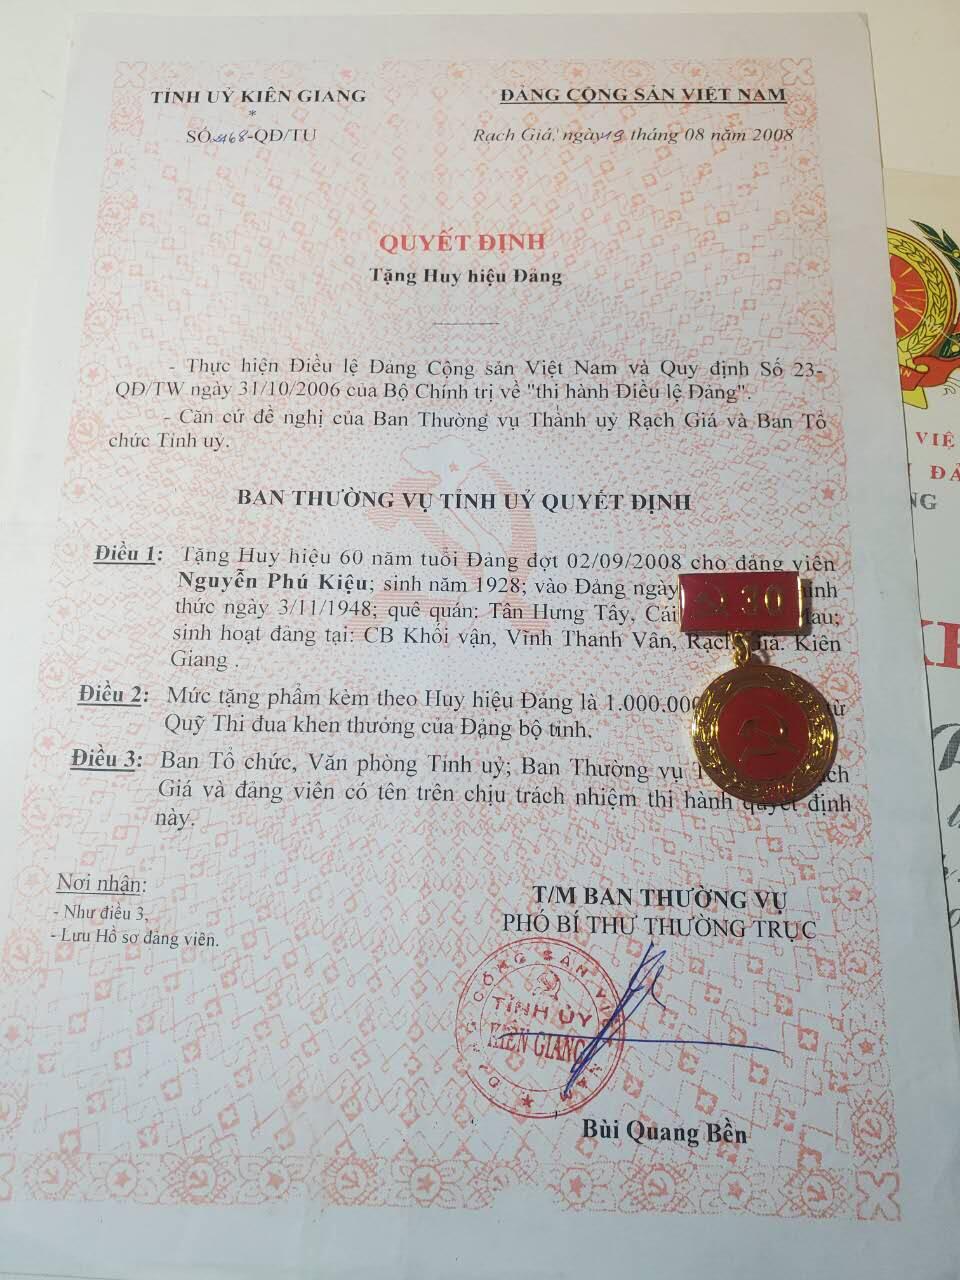 TỈNH UỶ KIÊN GIANG
*
SỐ 2468-QĐ/TU
ĐẢNG CỘNG SẢN VIỆT NAM
Rạch Giá, ngày 19 tháng 08 năm 2008
QUYẾT ĐỊNH
Tặng Huy hiệu Đảng
- Thực hiện Điều lệ Đảng Cộng sản Việt Nam và Quy định Số 23-
QĐ/TW ngày 31/10/2006 của Bộ Chính trị về "thi hành Điều lệ Đảng".
- Căn cứ đề nghị của Ban Thường vụ Thành uỷ Rạch Giá và Ban Tổ
chức Tỉnh uỷ.
BAN THƯỜNG VỤ TỈNH UỶ QUYẾT ĐỊNH
Điều 1: Tặng Huy hiệu 60 năm tuổi Đảng đợt 02/09/2008 cho đảng viên
Nguyễn Phú Kiệu; sinh năm 1928; vào Đảng ngày
thức ngày 3/11/1948; quê quán: Tân Hưng Tây, Cái
sinh hoạt đảng tại: CB Khối vận, Vĩnh Thanh Vân, Rạch Giá. Kiên
Giang .
Điều 2: Mức tặng phẩm kèm theo Huy hiệu Đảng là 1.000.000 từ
Quỹ Thi đua khen thưởng của Đảng bộ tỉnh.
Điều 3: Ban Tổ chức, Văn phòng Tỉnh uỷ; Ban Thường vụ
Giá và đảng viên có tên trên chịu trách nhiệm thi hành quyết định
này.
Nơi nhận:
- Như điều 3,
- Lưu Hồ sơ đảng viên.
T/M BAN THƯỜNG VỤ
PHÓ BÍ THƯ THƯỜNG TRỰC
TỈNH ỦY
KIÊN GIANG
Bùi Quang Bền
VIỆ
ĐẢ
NG